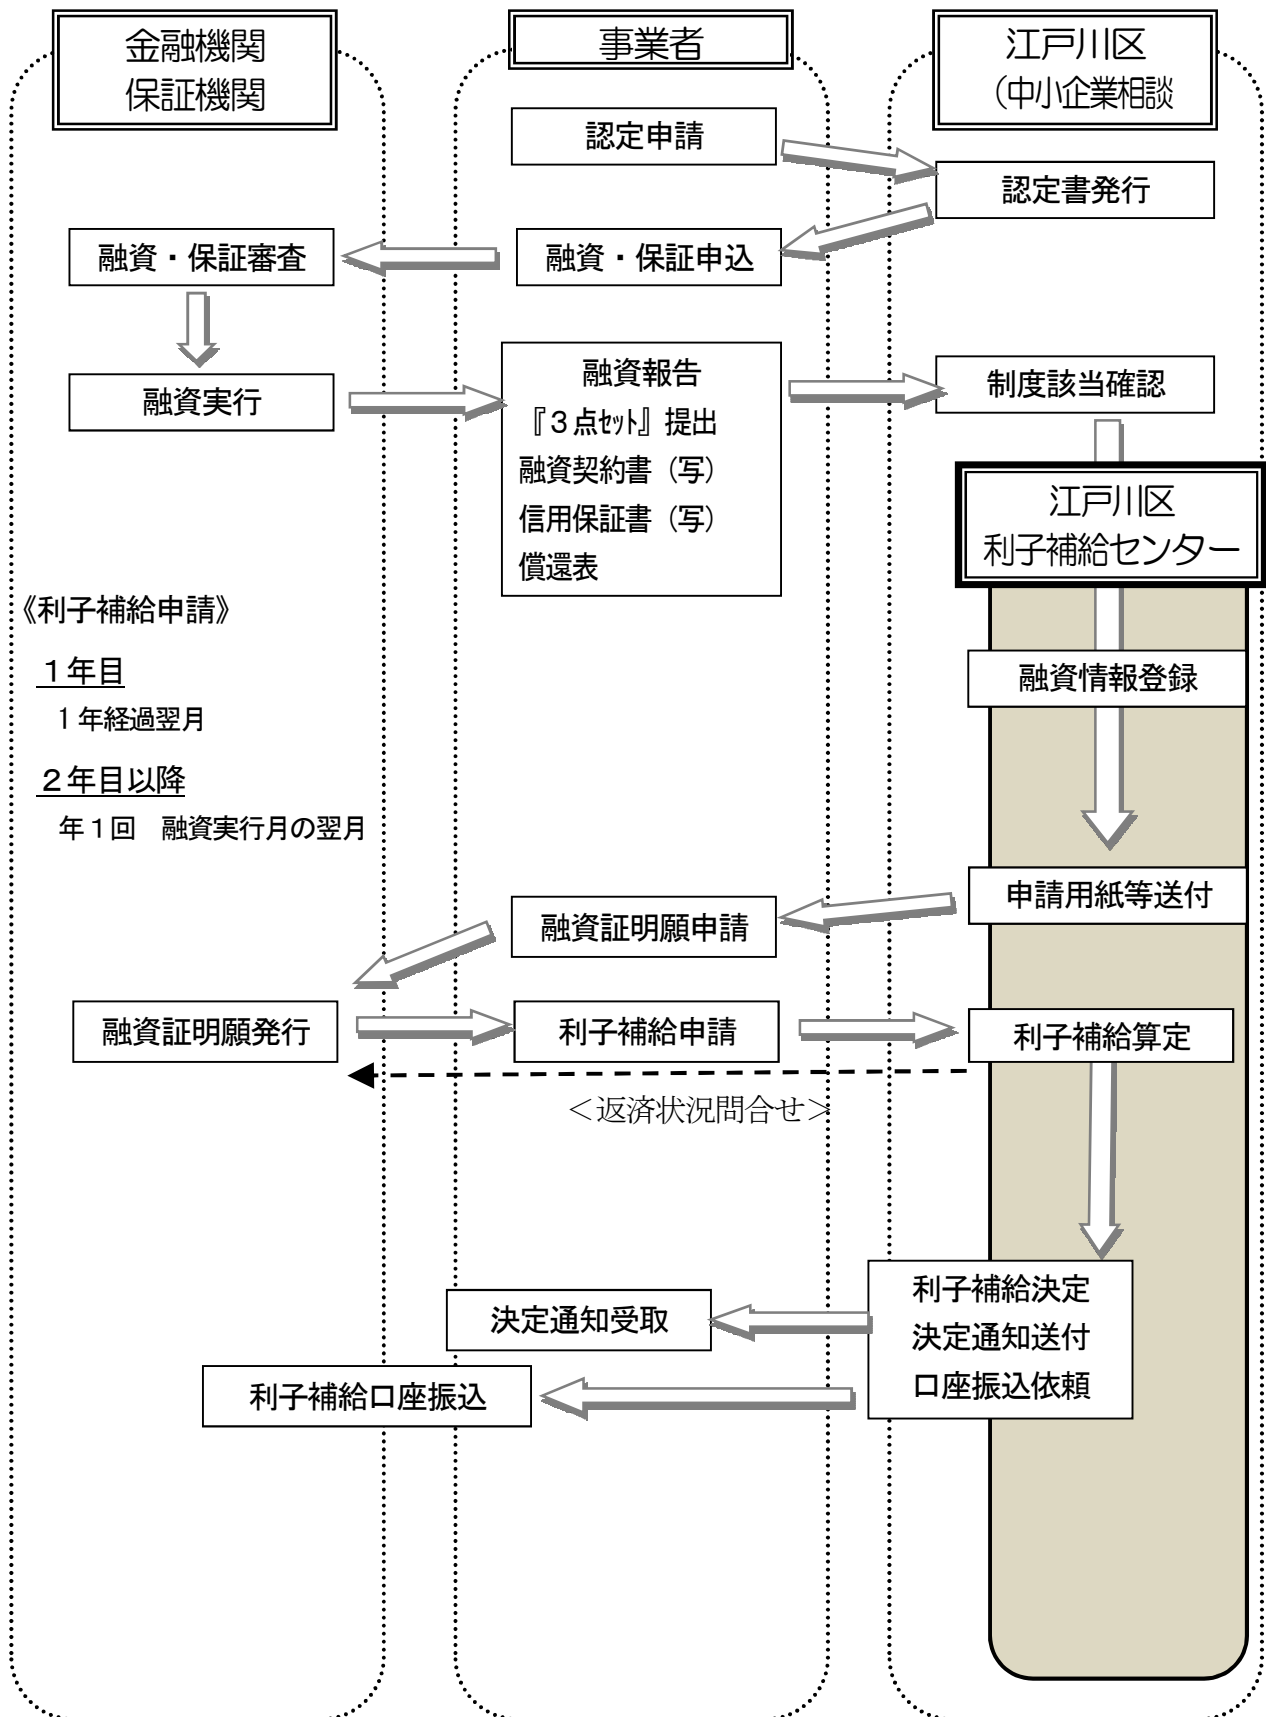 金融機関
保証機関
事業者
江戸川区
（中小企業相談
認定申請
認定書発行
融資・保証審査
融資・保証申込
融資実行
融資報告
『３点ｾｯﾄ』提出
融資契約書（写）
信用保証書（写）
償還表
制度該当確認
江戸川区
利子補給センター
《利子補給申請》
１年目
１年経過翌月
２年目以降
年１回　融資実行月の翌月
融資情報登録
申請用紙等送付
融資証明願申請
融資証明願発行
利子補給申請
利子補給算定
＜返済状況問合せ＞
利子補給決定
決定通知送付
口座振込依頼
決定通知受取
利子補給口座振込